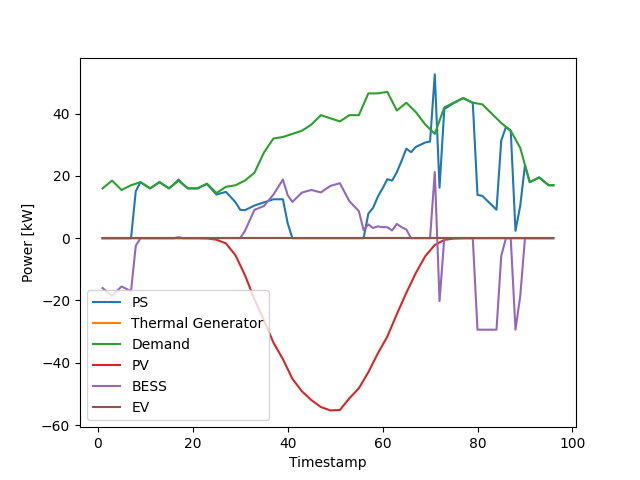 Power [kW]
40
20
0
−20
−40
−60
PS
Thermal Generator
Demand
PV
BESS
EV
0
20
40
60
80
100
Timestamp